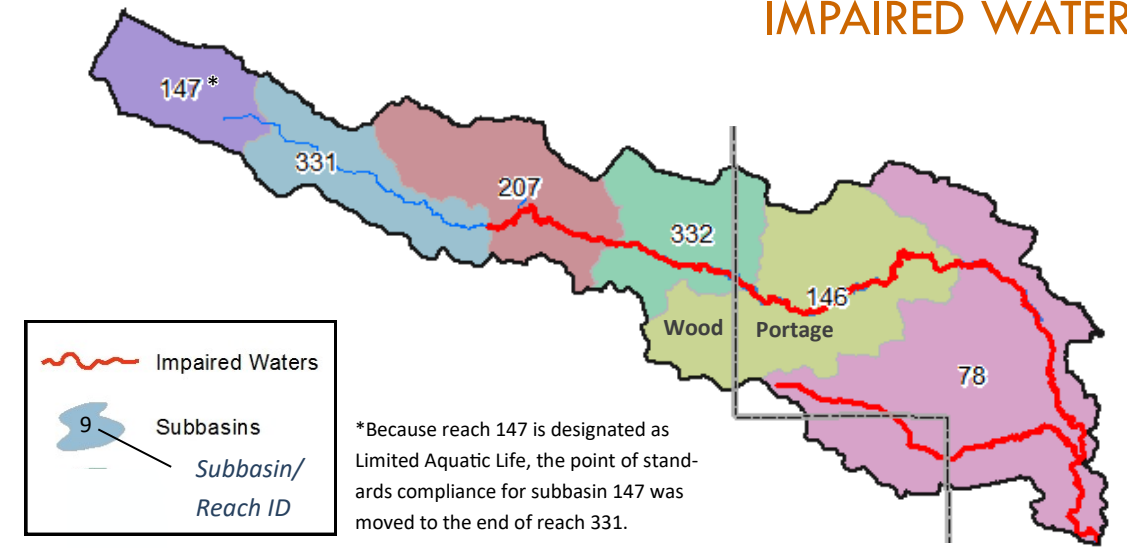 IMPAIRED WATER
147 *
331
207
332
146
Wood
Portage
78
Impaired Waters
9
Subbasins
Subbasin/
Reach ID
*Because reach 147 is designated as
Limited Aquatic Life, the point of stand-
ards compliance for subbasin 147 was
moved to the end of reach 331.